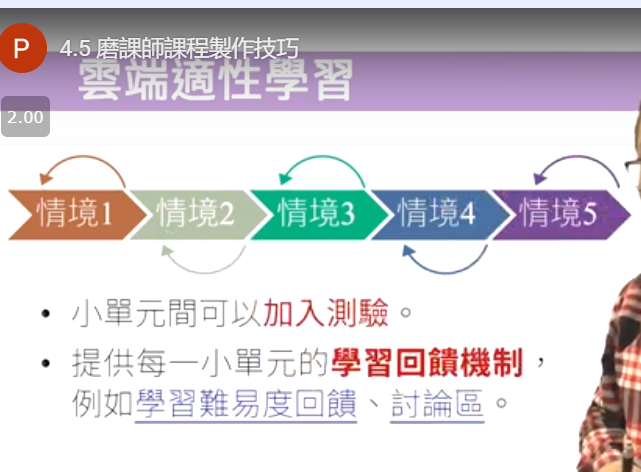 P
4.5 磨課師課程製作技巧
雲端適性學習
2.00
情境1 情境2 情境3 情境4 情境5
• 小單元間可以加入測驗。
• 提供每一小單元的學習回饋機制，
例如學習難易度回饋、討論區。